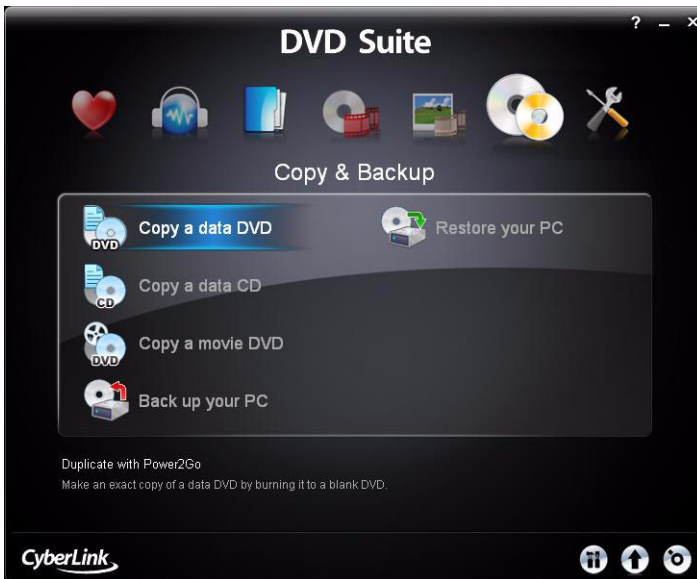 ? _ ×
DVD Suite
Copy & Backup
DVD Copy a data DVD
Restore your PC
CD Copy a data CD
DVD Copy a movie DVD
Back up your PC
Duplicate with Power2Go
Make an exact copy of a data DVD by burning it to a blank DVD.
CyberLink